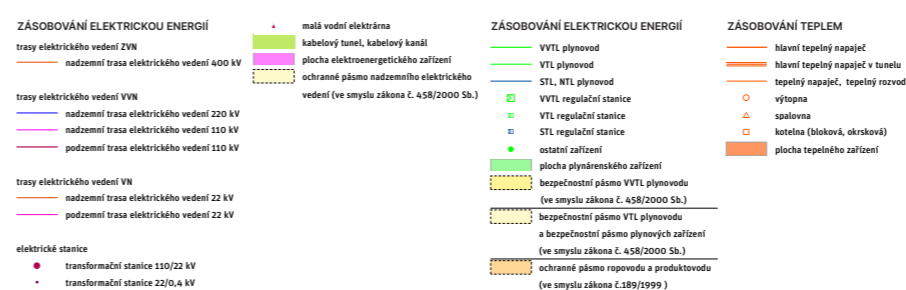 ZÁSOBOVÁNÍ ELEKTRICKOU ENERGIÍ
trasy elektrického vedení ZVN
nadzemní trasa elektrického vedení 400 kV
trasy elektrického vedení VVN
nadzemní trasa elektrického vedení 220 kV
nadzemní trasa elektrického vedení 110 kV
podzemní trasa elektrického vedení 110 kV
trasy elektrického vedení VN
nadzemní trasa elektrického vedení 22 kV
podzemní trasa elektrického vedení 22 kV
elektrické stanice
transformační stanice 110/22 kV
transformační stanice 22/0,4 kV
malá vodní elektrárna
kabelový tunel, kabelový kanál
plocha elektroenergetického zařízení
ochranné pásmo nadzemního elektrického
vedení (ve smyslu zákona č. 458/2000 Sb.)
ZÁSOBOVÁNÍ ELEKTRICKOU ENERGIÍ
VVTL plynovod
VTL plynovod
STL, NTL plynovod
VVTL regulační stanice
VTL regulační stanice
STL regulační stanice
ostatní zařízení
plocha plynárenského zařízení
bezpečnostní pásmo VVTL plynovodu
(ve smyslu zákona č. 458/2000 Sb.)
bezpečnostní pásmo VTL plynovodu
a bezpečnostní pásmo plynových zařízení
(ve smyslu zákona č. 458/2000 Sb.)
ochranné pásmo ropovodu a produktovodu
(ve smyslu zákona č.189/1999 )
ZÁSOBOVÁNÍ TEPLEM
hlavní tepelný napaječ
hlavní tepelný napaječ v tunelu
tepelný napaječ, tepelný rozvod
výtopna
spalovna
kotelna (bloková, okrsková)
plocha tepelného zařízení